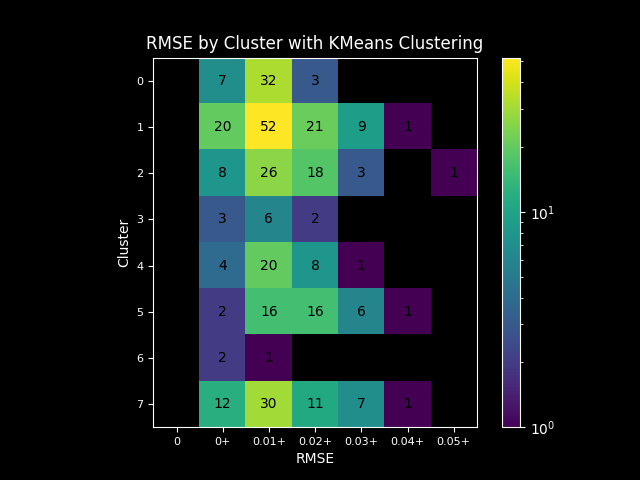 RMSE by Cluster with KMeans Clustering
0 7 32 3
1 20 52 21 9 1
2 8 26 18 3 1
3 3 6 2
4 4 20 8 1
5 2 16 16 6 1
6 2 1
7 12 30 11 7 1
0 0+ 0.01+ 0.02+ 0.03+ 0.04+ 0.05+
RMSE
Cluster
10¹
10⁰